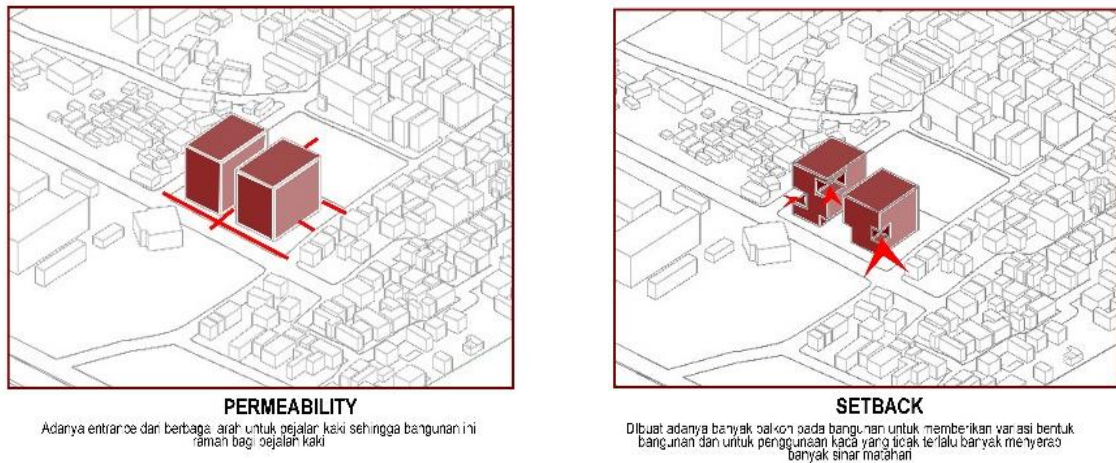 PERMEABILITY
Adanya entrance dari berbagai arah untuk pejalan kaki sehingga bangunan ini
ramah bagi pejalan kaki
SETBACK
Dibuat adanya banyak balkon pada bangunan untuk memberikan variasi bentuk
bangunan dan untuk penggunaan kaca yang tidak terlalu banyak menyerap
banyak sinar matahari